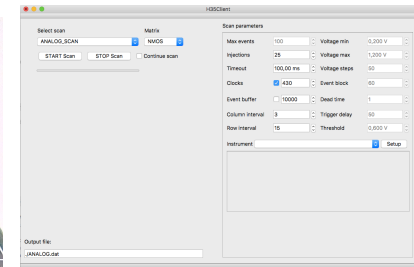 H35Client
Select scan
Matrix
ANALOG_SCAN
NMOS
START Scan
STOP Scan
Continue scan
Output file:
./ANALOG.dat
Scan parameters
Max events 100 Voltage min 0,200 V
Injections 25 Voltage max 1,200 V
Timeout 100,00 ms Voltage steps 50
Clocks 430 Event block 60
Event buffer 10000 Dead time 1
Column interval 3 Trigger delay 50
Row interval 15 Threshold 0,600 V
Instrument Setup